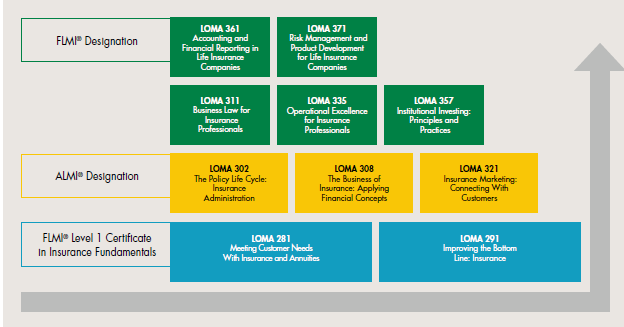 FLMI® Designation
LOMA 361
Accounting and
Financial Reporting in
Life Insurance
Companies
LOMA 371
Risk Management and
Product Development
for Life Insurance
Companies
LOMA 311
Business Law for
Insurance
Professionals
LOMA 335
Operational Excellence
for Insurance
Professionals
LOMA 357
Institutional Investing:
Principles and
Practices
ALMI® Designation
LOMA 302
The Policy Life Cycle:
Insurance
Administration
LOMA 308
The Business of
Insurance: Applying
Financial Concepts
LOMA 321
Insurance Marketing:
Connecting With
Customers
FLMI® Level 1 Certificate
in Insurance Fundamentals
LOMA 281
Meeting Customer Needs
With Insurance and Annuities
LOMA 291
Improving the Bottom
Line: Insurance